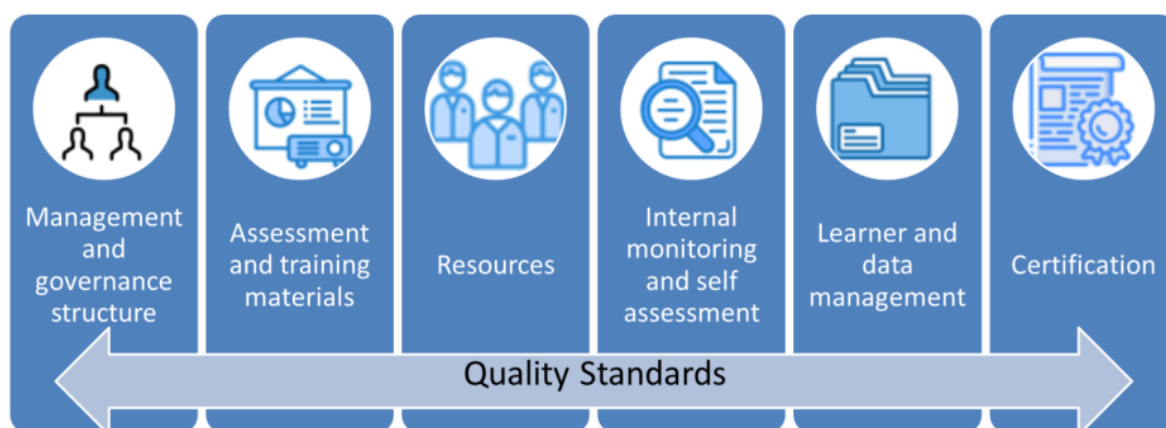 Management
and
governance
structure
Assessment
and training
materials
Resources
Internal
monitoring
and self
assessment
Learner and
data
management
Certification
Quality Standards